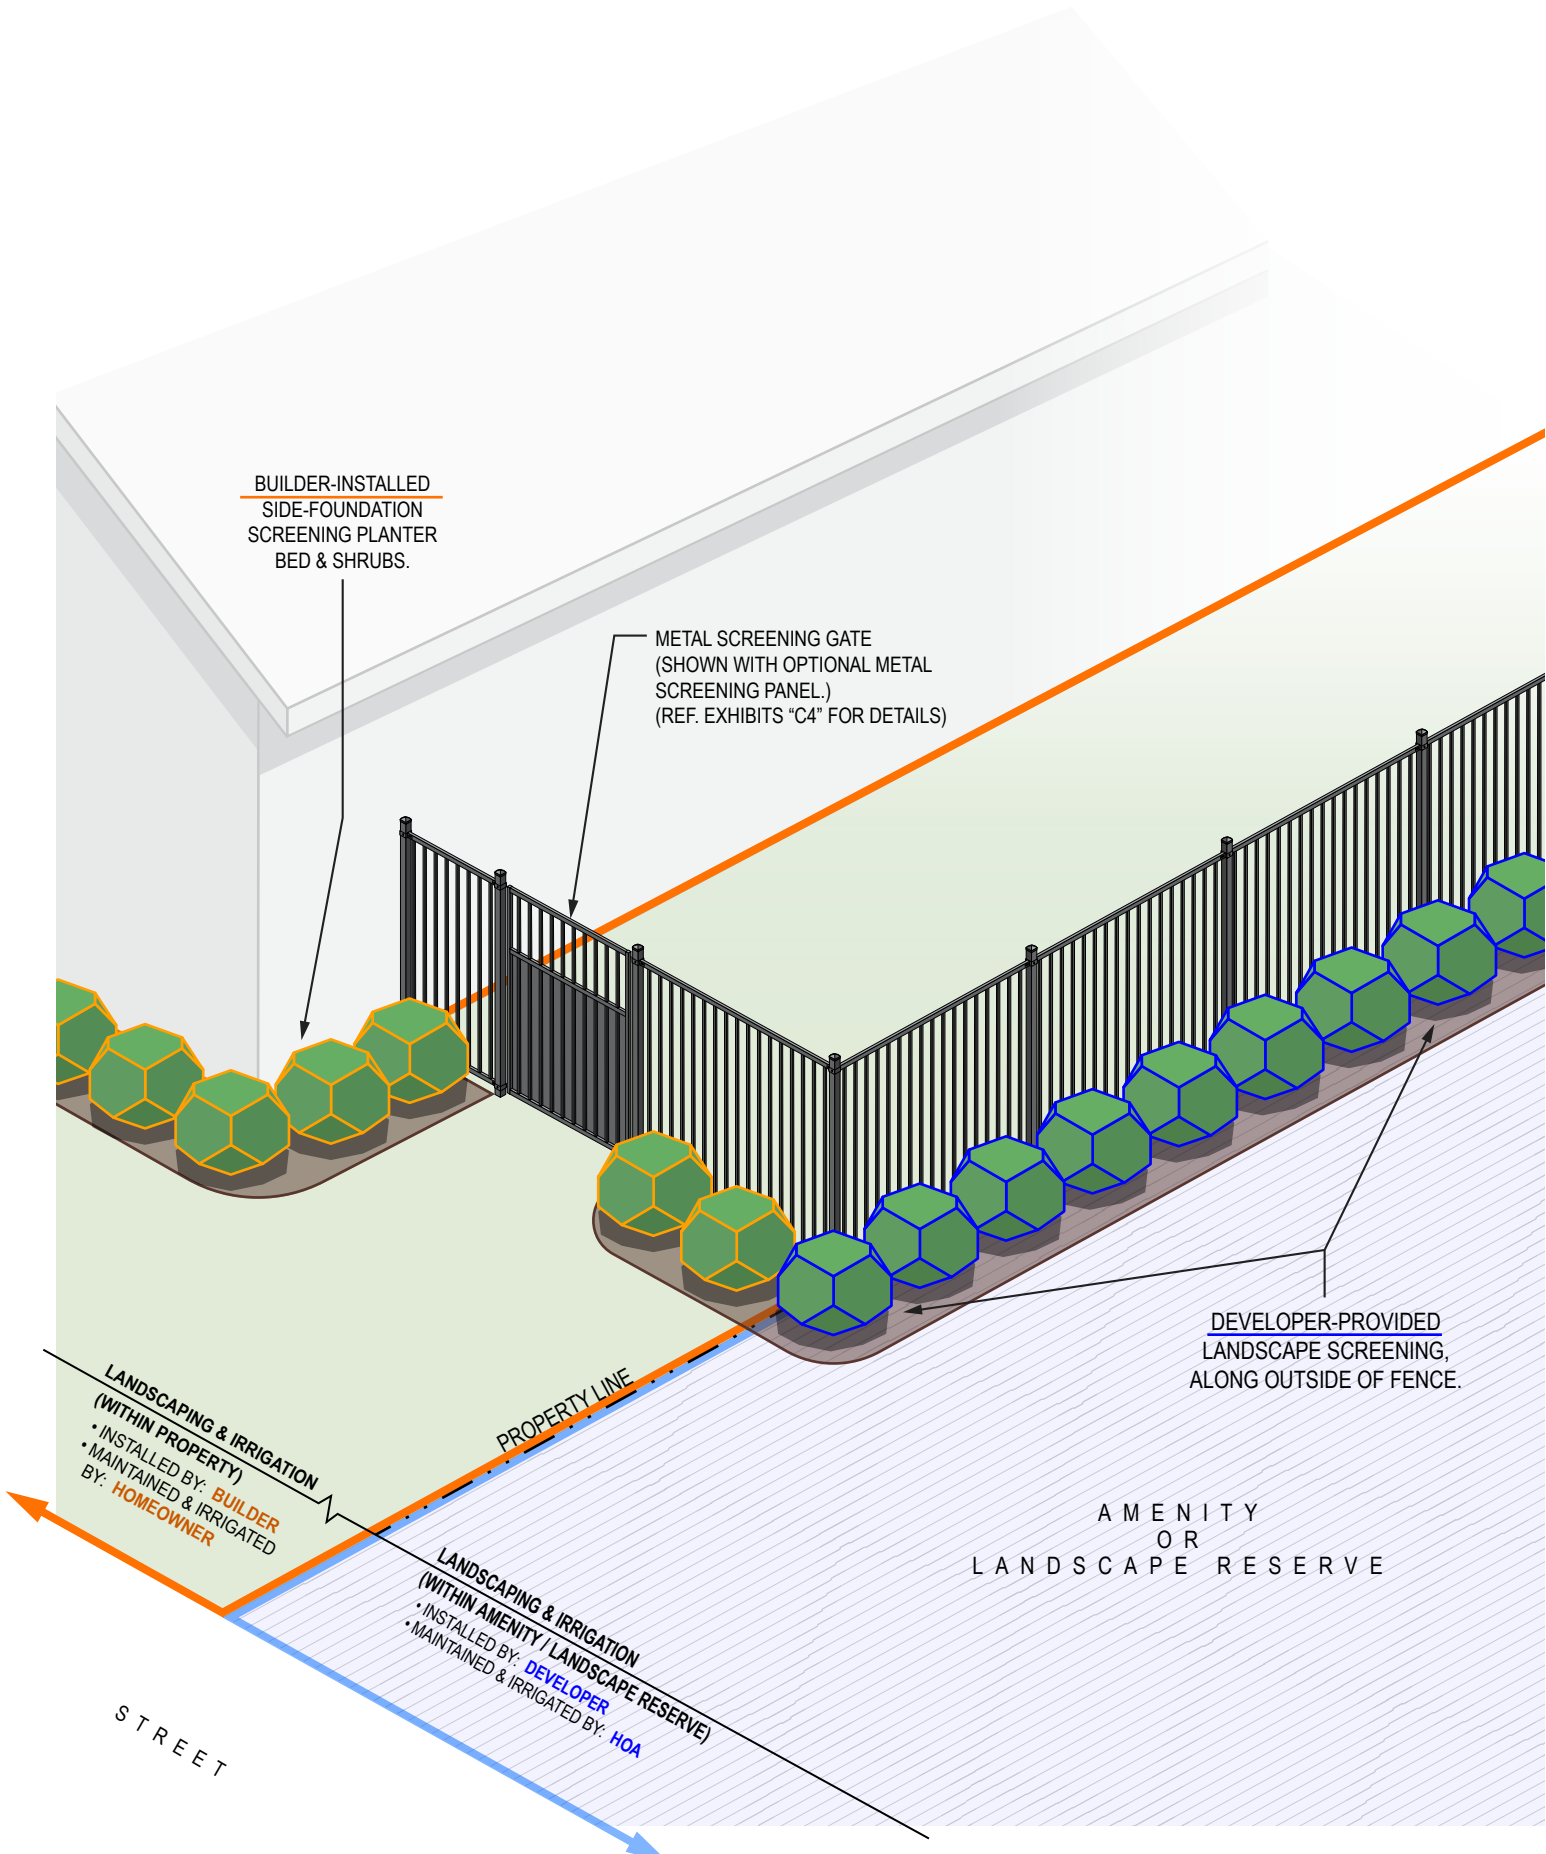 BUILDER-INSTALLED
SIDE-FOUNDATION
SCREENING PLANTER
BED & SHRUBS.
METAL SCREENING GATE
(SHOWN WITH OPTIONAL METAL
SCREENING PANEL.)
(REF. EXHIBITS “C4” FOR DETAILS)
DEVELOPER-PROVIDED
LANDSCAPE SCREENING,
ALONG OUTSIDE OF FENCE.
PROPERTY LINE
LANDSCAPING & IRRIGATION
(WITHIN PROPERTY)
• INSTALLED BY: BUILDER
• MAINTAINED & IRRIGATED
BY: HOMEOWNER
LANDSCAPING & IRRIGATION
(WITHIN AMENITY / LANDSCAPE RESERVE)
• INSTALLED BY: DEVELOPER
• MAINTAINED & IRRIGATED BY: HOA
AMENITY
OR
LANDSCAPE RESERVE
STREET